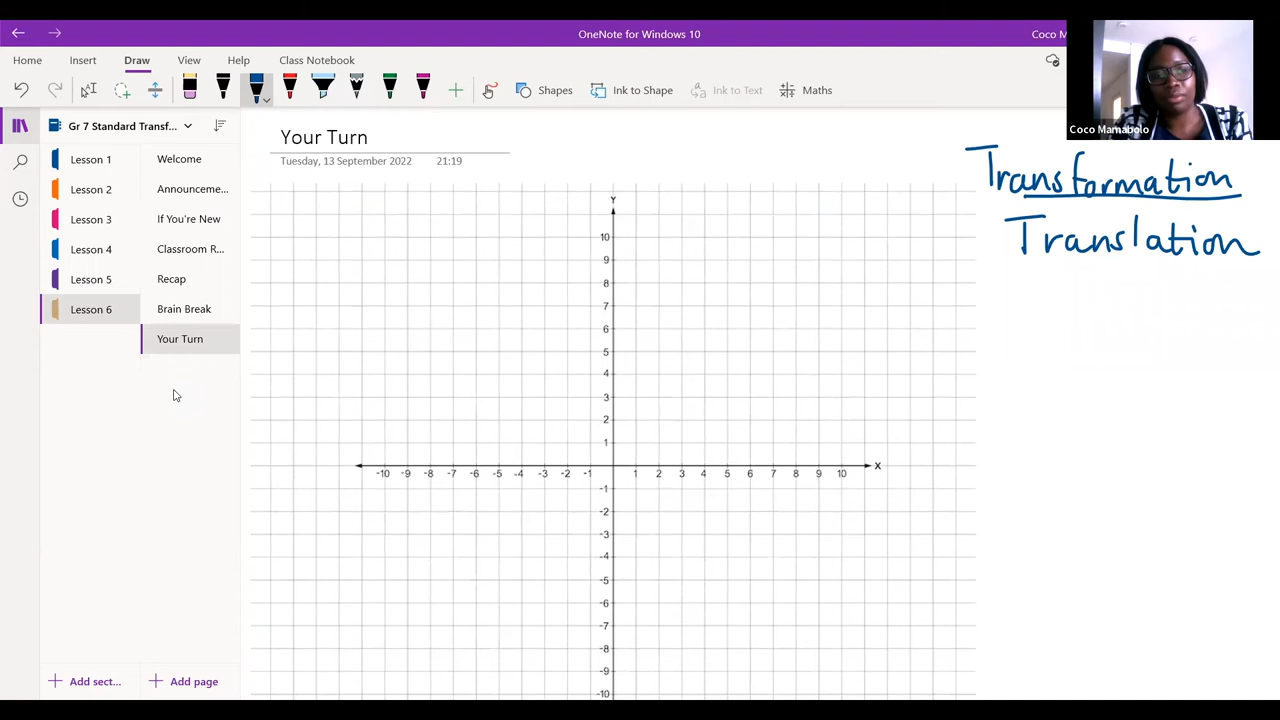 OneNote for Windows 10
Coco M
Home Insert Draw View Help Class Notebook
Shapes Ink to Shape Ink to Text Maths
Coco Mamabolo
Gr 7 Standard Transf...
Your Turn
Tuesday, 13 September 2022 21:19
Lesson 1 Welcome
Lesson 2 Announceme...
Lesson 3 If You're New
Lesson 4 Classroom R...
Lesson 5 Recap
Lesson 6 Brain Break
Your Turn
Transformation
Translation
Y
10
9
8
7
6
5
4
3
2
1
X
-10 -9 -8 -7 -6 -5 -4 -3 -2 -1 1 2 3 4 5 6 7 8 9 10
-1
-2
-3
-4
-5
-6
-7
-8
-9
-10
Add sect... Add page